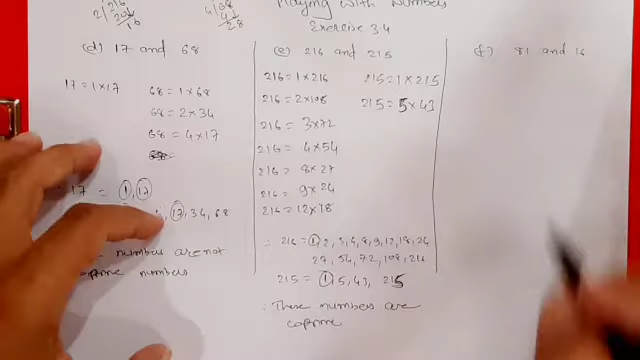 Playing with Numbers
Exercise 3.4
(d) 17 and 68
17 = 1×17
68 = 1×68
68 = 2×34
68 = 4×17
17 = 1, 17
, 17, 34, 68
numbers are not
coprime numbers
(e) 216 and 215
216 = 1×216
216 = 2×108
216 = 3×72
216 = 4×54
216 = 8×27
216 = 9×24
216 = 12×18
215 = 1×215
215 = 5×43
∴ 216 = 1, 2, 3, 4, 8, 9, 12, 18, 24
27, 54, 72, 108, 216
215 = 1, 5, 43, 215
∴ These numbers are
coprime
(f) 81 and 16